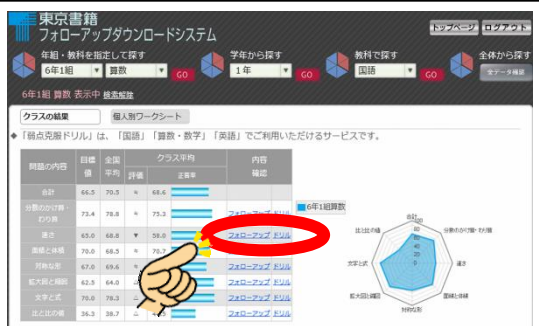 東京書籍
フォローアップダウンロードシステム
トップページ ログアウト
年組・教科を指定して探す 学年から探す 教科で探す 全体から探す
6年1組 算数 GO 1年 GO 国語 GO 全データ確認
6年1組 算数 表示中 検索解除
クラスの結果 個人別ワークシート
◆「弱点克服ドリル」は、「国語」「算数・数学」「英語」でご利用いただけるサービスです。
問題の内容 目標値 全国平均 クラス平均 内容確認
評価 正答率
合計 66.5 70.5 68.6
分数のかけ算・わり算 73.4 78.8 75.3 フォローアップ ドリル
速さ 65.0 68.8 ▼ 58.0 フォローアップ ドリル
面積と体積 70.0 68.5 70.7
対称な形 67.0 69.6 フォローアップ ドリル
拡大図と縮図 62.5 64.0 フォローアップ ドリル
文字と式 70.0 78.3 フォローアップ ドリル
比と比の値 36.3 38.7 フォローアップ ドリル
6年1組算数
合計
100
80
60
40
20
0
分数のかけ算・わり算
速さ
面積と体積
対称な形
拡大図と縮図
文字と式
比と比の値